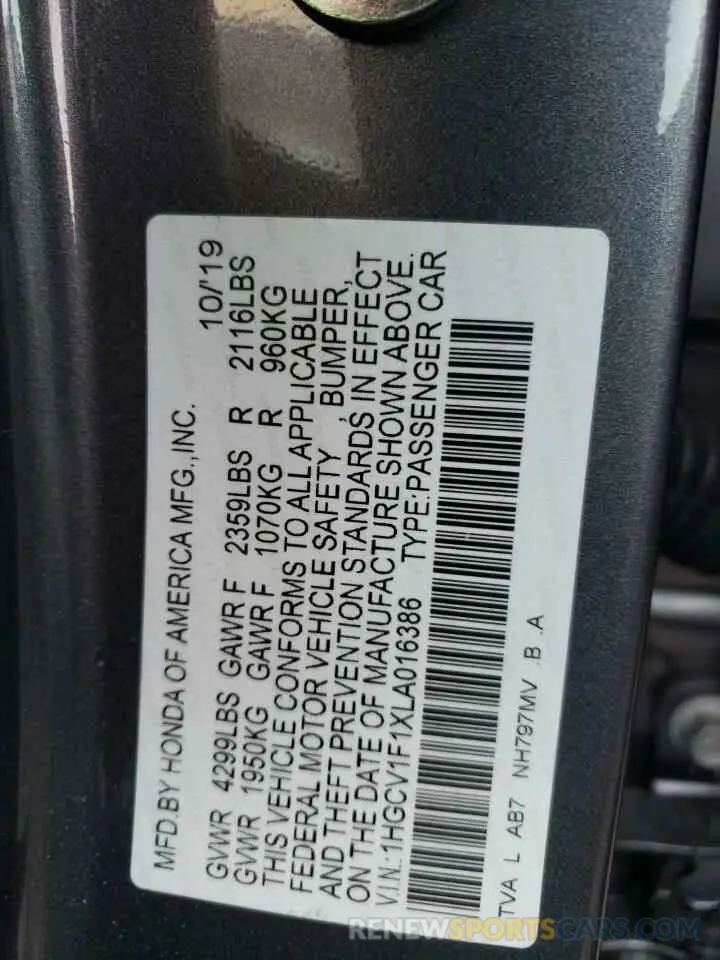 MFD.BY HONDA OF AMERICA MFG.,INC. 10/'19
GVWR 4299LBS GAWR F 2359LBS R 2116LBS
GVWR 1950KG GAWR F 1070KG R 960KG
THIS VEHICLE CONFORMS TO ALL APPLICABLE
FEDERAL MOTOR VEHICLE SAFETY , BUMPER,
AND THEFT PREVENTION STANDARDS IN EFFECT
ON THE DATE OF MANUFACTURE SHOWN ABOVE.
V.I.N.:1HGCV1F1XLA016386 TYPE:PASSENGER CAR
TVA L AB7 NH797MV .B .A
RENEWSPORTSCARS.COM